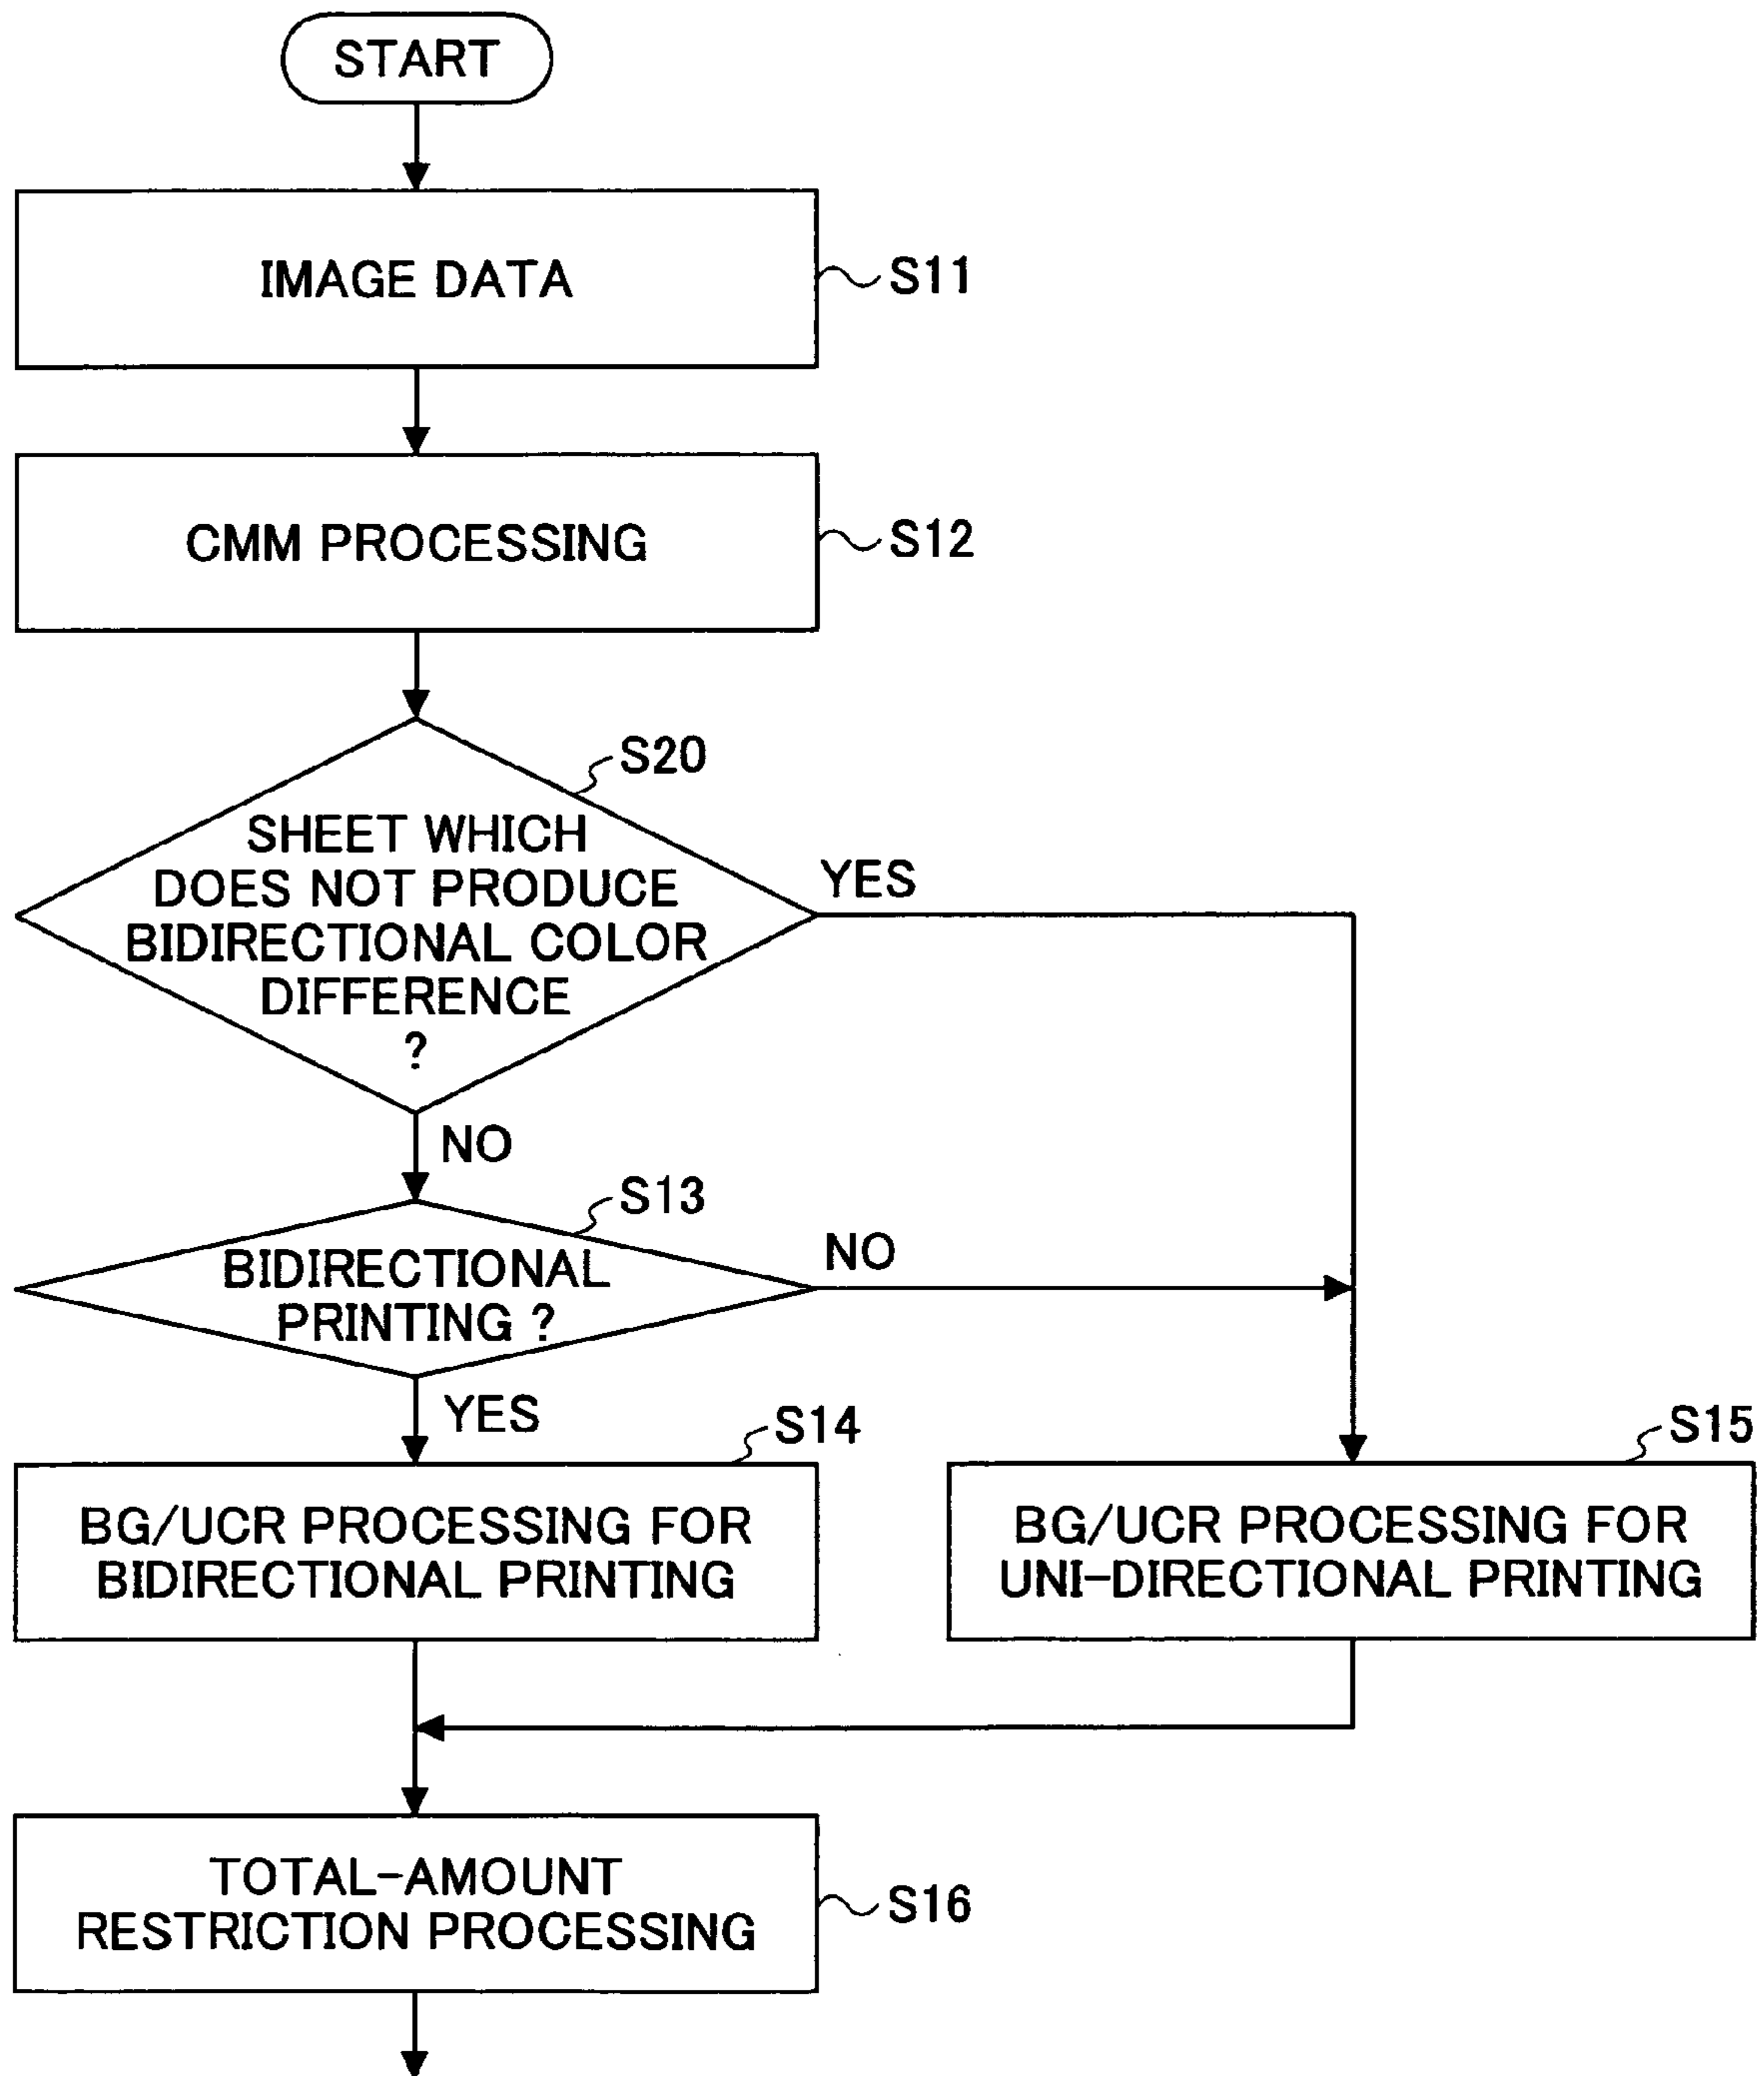 START
IMAGE DATA
S11
CMM PROCESSING
S12
S20
SHEET WHICH
DOES NOT PRODUCE
BIDIRECTIONAL COLOR
DIFFERENCE
?
YES
NO
S13
BIDIRECTIONAL
PRINTING ?
NO
YES
S14
BG/UCR PROCESSING FOR
BIDIRECTIONAL PRINTING
S15
BG/UCR PROCESSING FOR
UNI-DIRECTIONAL PRINTING
TOTAL-AMOUNT
RESTRICTION PROCESSING
S16